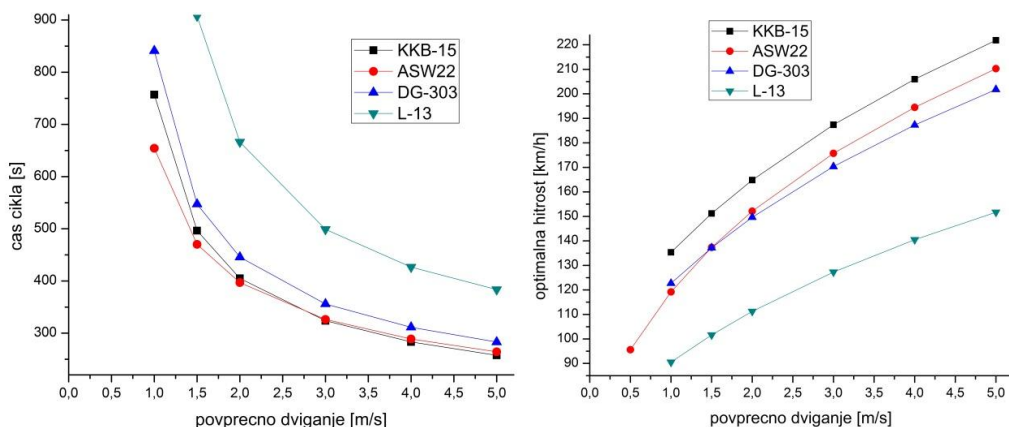 900
800
700
600
500
400
300
cas cikla [s]
KKB-15
ASW22
DG-303
L-13
0,0 0,5 1,0 1,5 2,0 2,5 3,0 3,5 4,0 4,5 5,0
povprecno dviganje [m/s]
220
210
200
190
180
170
160
150
140
130
120
110
100
90
optimalna hitrost [km/h]
KKB-15
ASW22
DG-303
L-13
0,0 0,5 1,0 1,5 2,0 2,5 3,0 3,5 4,0 4,5 5,0
povprecno dviganje [m/s]